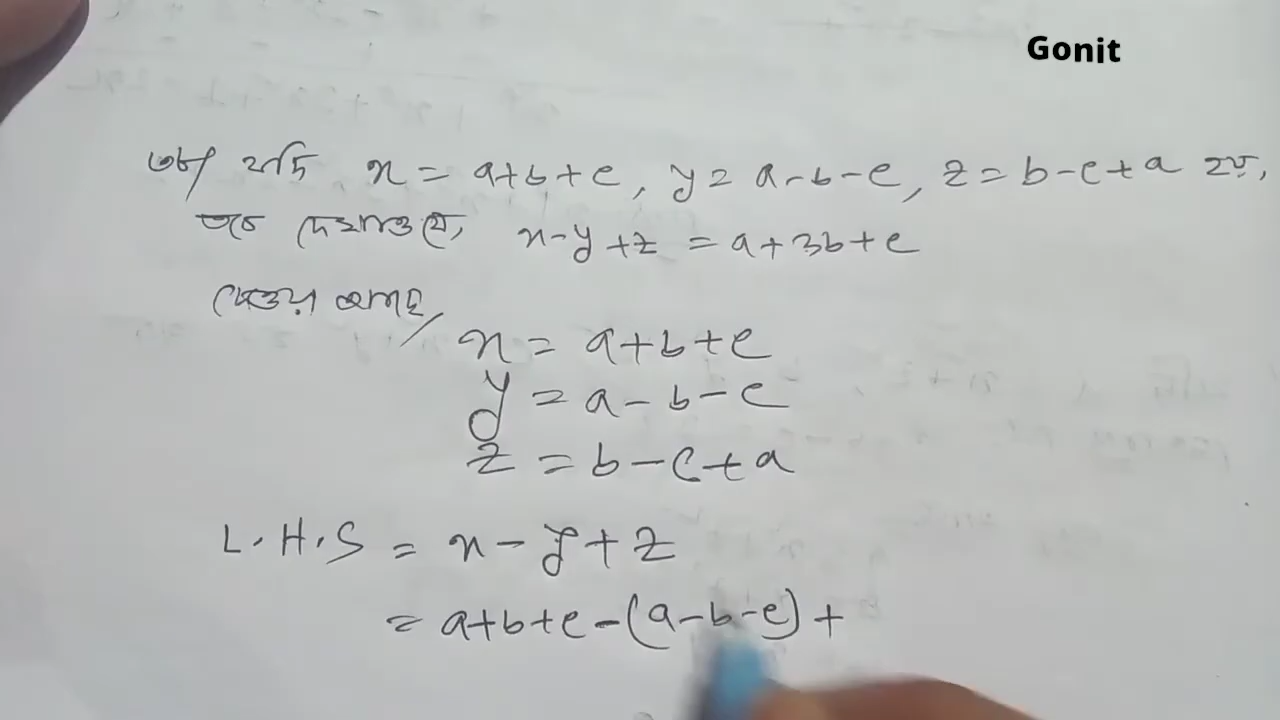 Gonit
৩৮/ যদি x = a+b+c, y = a-b-c, z = b-c+a হয়,
তবে দেখাও যে, x-y+z = a+3b+c
দেওয়া আছে,
x = a+b+c
y = a-b-c
z = b-c+a
L.H.S = x-y+z
= a+b+c-(a-b-c)+